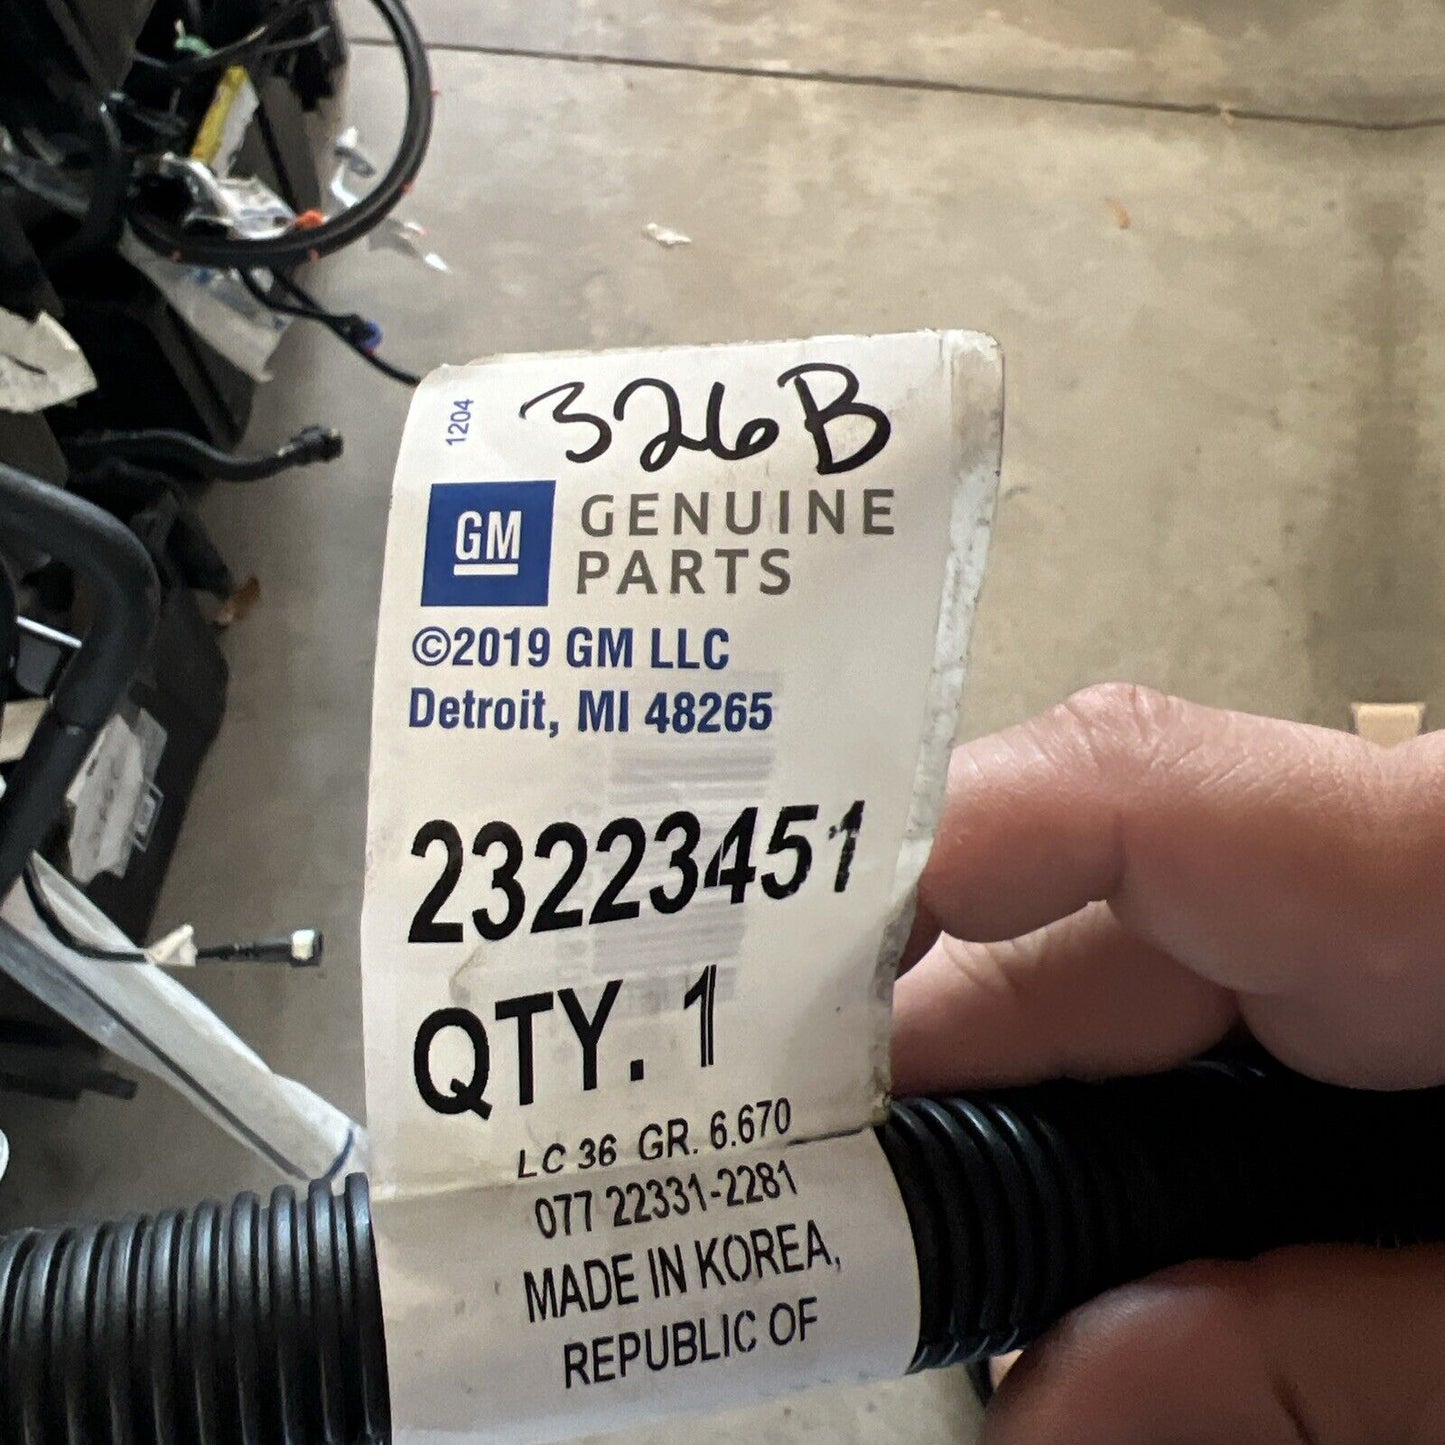 1204
326B
GM
GENUINE
PARTS
©2019 GM LLC
Detroit, MI 48265
23223451
QTY. 1
LC 36 GR. 6.670
077 22331-2281
MADE IN KOREA,
REPUBLIC OF